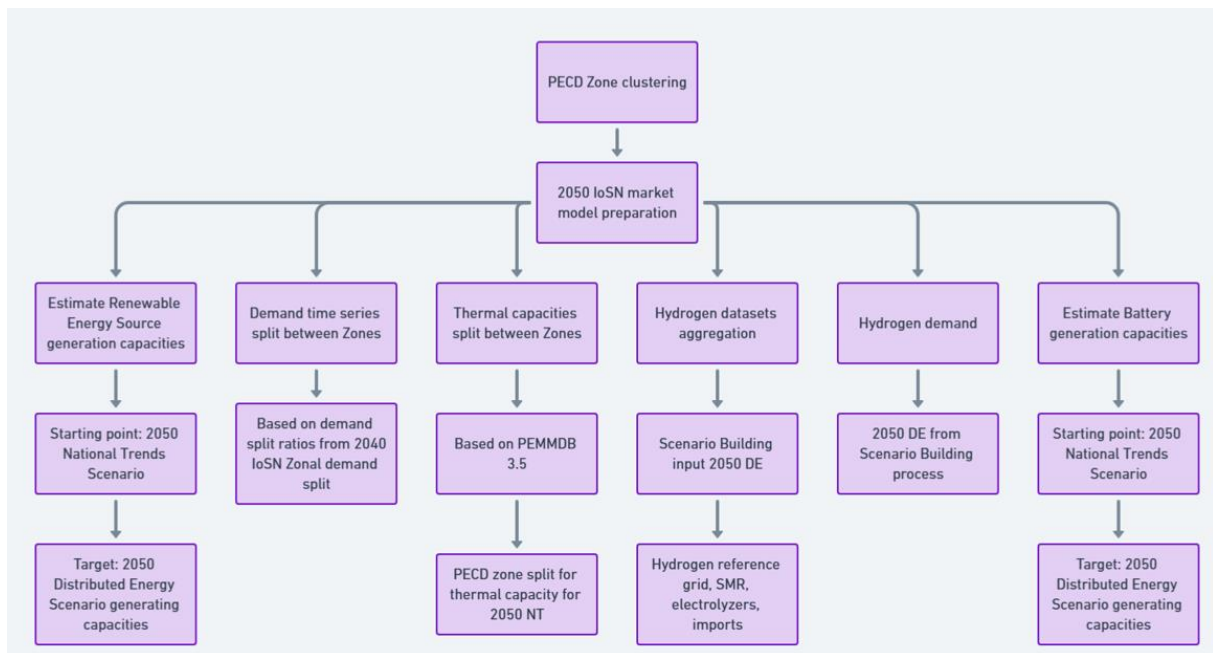 PECD Zone clustering
2050 IoSN market
model preparation
Estimate Renewable
Energy Source
generation capacities
Demand time series
split between Zones
Thermal capacities
split between Zones
Hydrogen datasets
aggregation
Hydrogen demand
Estimate Battery
generation capacities
Starting point: 2050
National Trends
Scenario
Based on demand
split ratios from 2040
IoSN Zonal demand
split
Based on PEMMDB
3.5
Scenario Building
input 2050 DE
2050 DE from
Scenario Building
process
Starting point: 2050
National Trends
Scenario
Target: 2050
Distributed Energy
Scenario generating
capacities
PECD zone split for
thermal capacity for
2050 NT
Hydrogen reference
grid, SMR,
electrolyzers,
imports
Target: 2050
Distributed Energy
Scenario generating
capacities